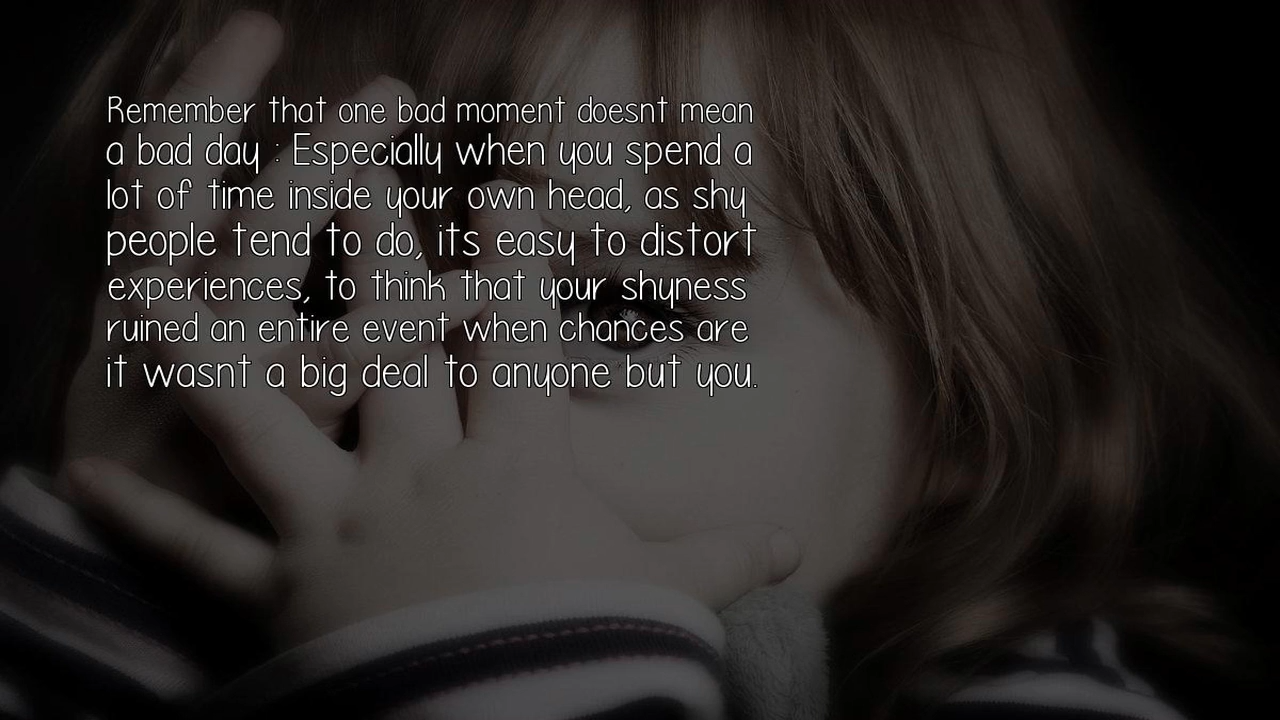 Remember that one bad moment doesnt mean
a bad day : Especially when you spend a
lot of time inside your own head, as shy
people tend to do, its easy to distort
experiences, to think that your shyness
ruined an entire event when chances are
it wasnt a big deal to anyone but you.